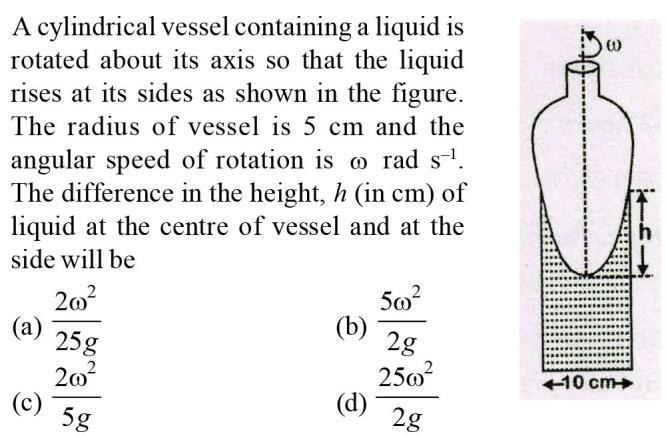 A cylindrical vessel containing a liquid is
rotated about its axis so that the liquid
rises at its sides as shown in the figure.
The radius of vessel is 5 cm and the
angular speed of rotation is ω rad s⁻¹.
The difference in the height, h (in cm) of
liquid at the centre of vessel and at the
side will be
(a) 2ω²/25g (b) 5ω²/2g
(c) 2ω²/5g (d) 25ω²/2g
ω
h
10 cm